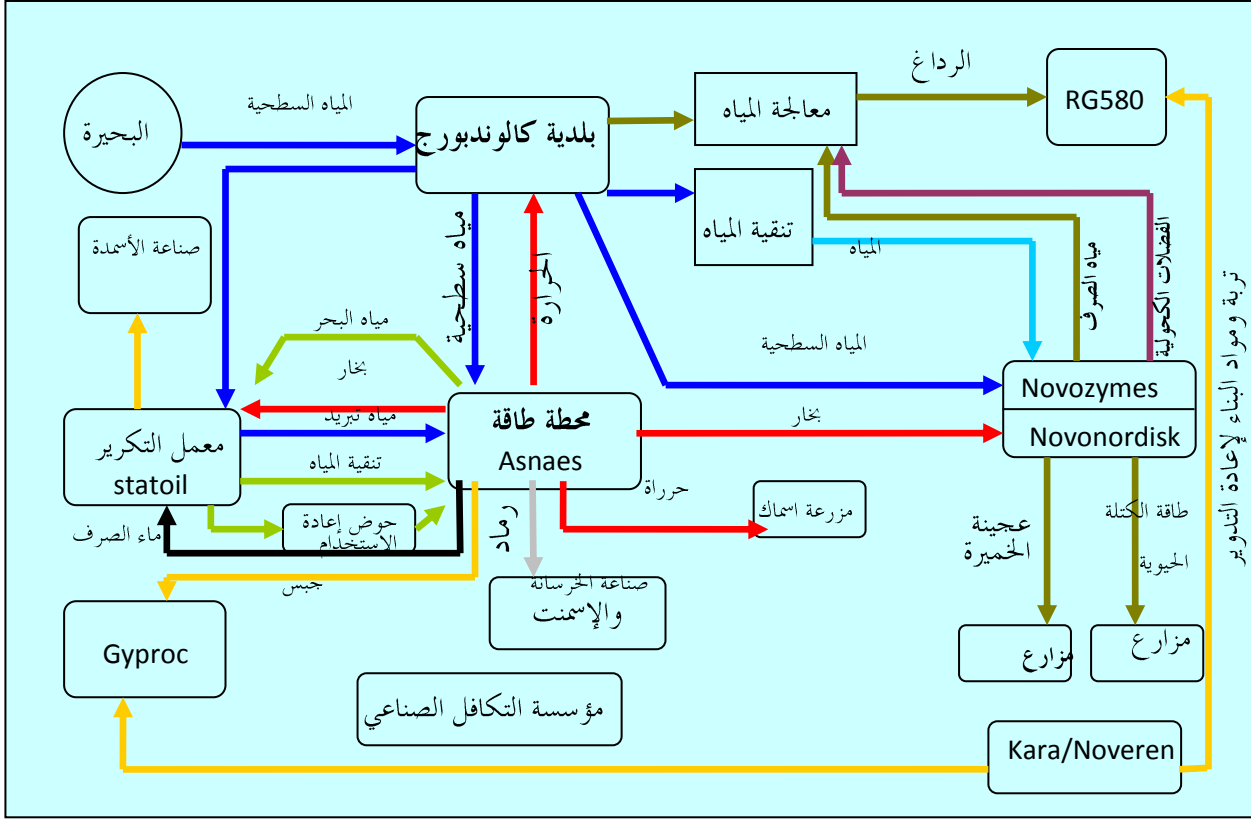 الرداغ
المياه السطحية
البحيرة
بلدية كالوندبورج
معالجة المياه
RG580
صناعة الأسمدة
مياه سطحية
الحرارة
تنقية المياه
المياه
مياه الصرف
الفضلات الكحولية
تربة ومواد البناء لإعادة التدوير
مياه البحر
بخار
المياه السطحية
معمل التكرير
statoil
مياه تبريد
تنقية المياه
محطة طاقة
Asnaes
بخار
Novozymes
Novonordisk
حوض إعادة
الاستخدام
ماء الصرف
رماد
حرراة
مزرعة اسماك
عجينة
الخميرة
طاقة الكتلة
الحيوية
جبس
صناعة الخرسانة
والإسمنت
Gyproc
مزارع
مزارع
مؤسسة التكافل الصناعي
Kara/Noveren